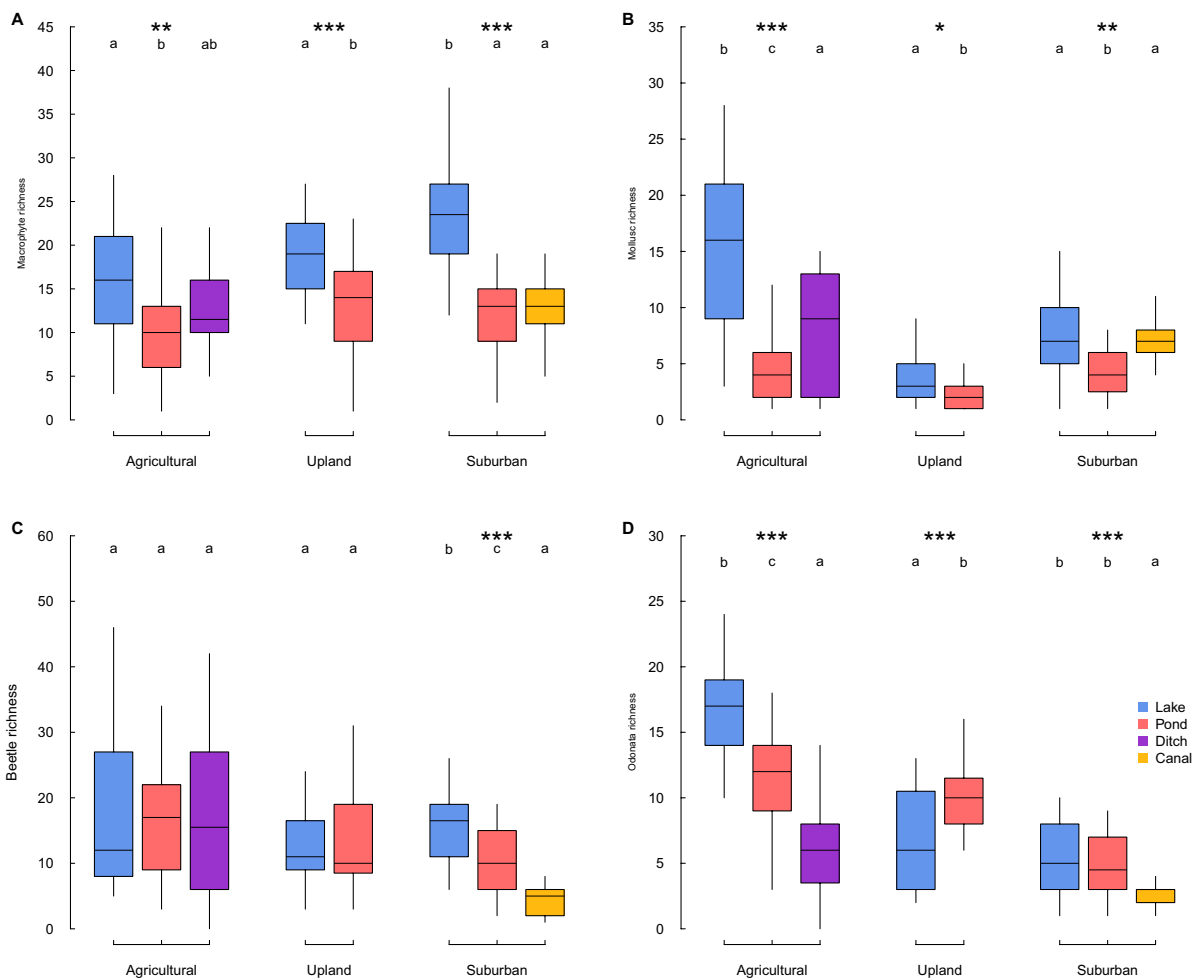 A
45
40
35
30
25
20
15
10
5
0
Macrophyte richness
** *** ***
a b ab a b b a a
Agricultural Upland Suburban
B
35
30
25
20
15
10
5
0
Mollusc richness
*** * **
b c a a b a b a
Agricultural Upland Suburban
C
60
50
40
30
20
10
0
Beetle richness
***
a a a a a b c a
Agricultural Upland Suburban
D
30
25
20
15
10
5
0
Odonata richness
*** *** ***
b c a a b b b a
Lake
Pond
Ditch
Canal
Agricultural Upland Suburban